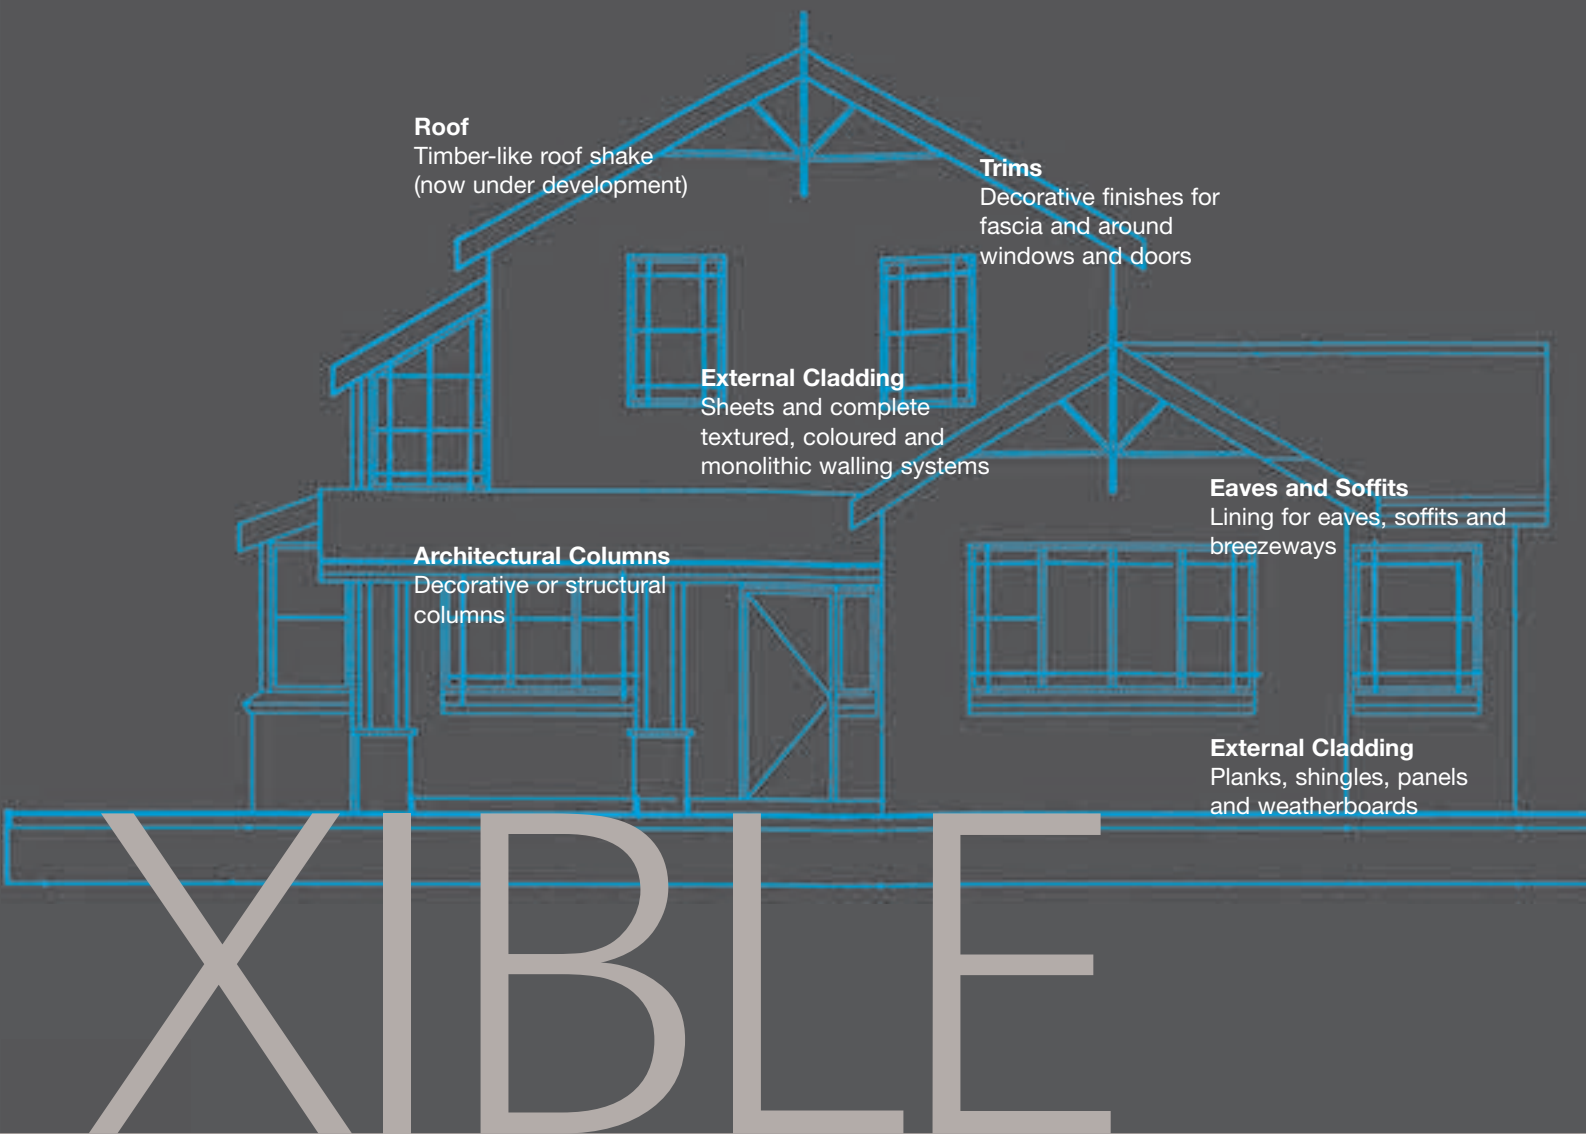 Roof
Timber-like roof shake
(now under development)
Trims
Decorative finishes for
fascia and around
windows and doors
External Cladding
Sheets and complete
textured, coloured and
monolithic walling systems
Eaves and Soffits
Lining for eaves, soffits and
breezeways
Architectural Columns
Decorative or structural
columns
External Cladding
Planks, shingles, panels
and weatherboards
XIBLE